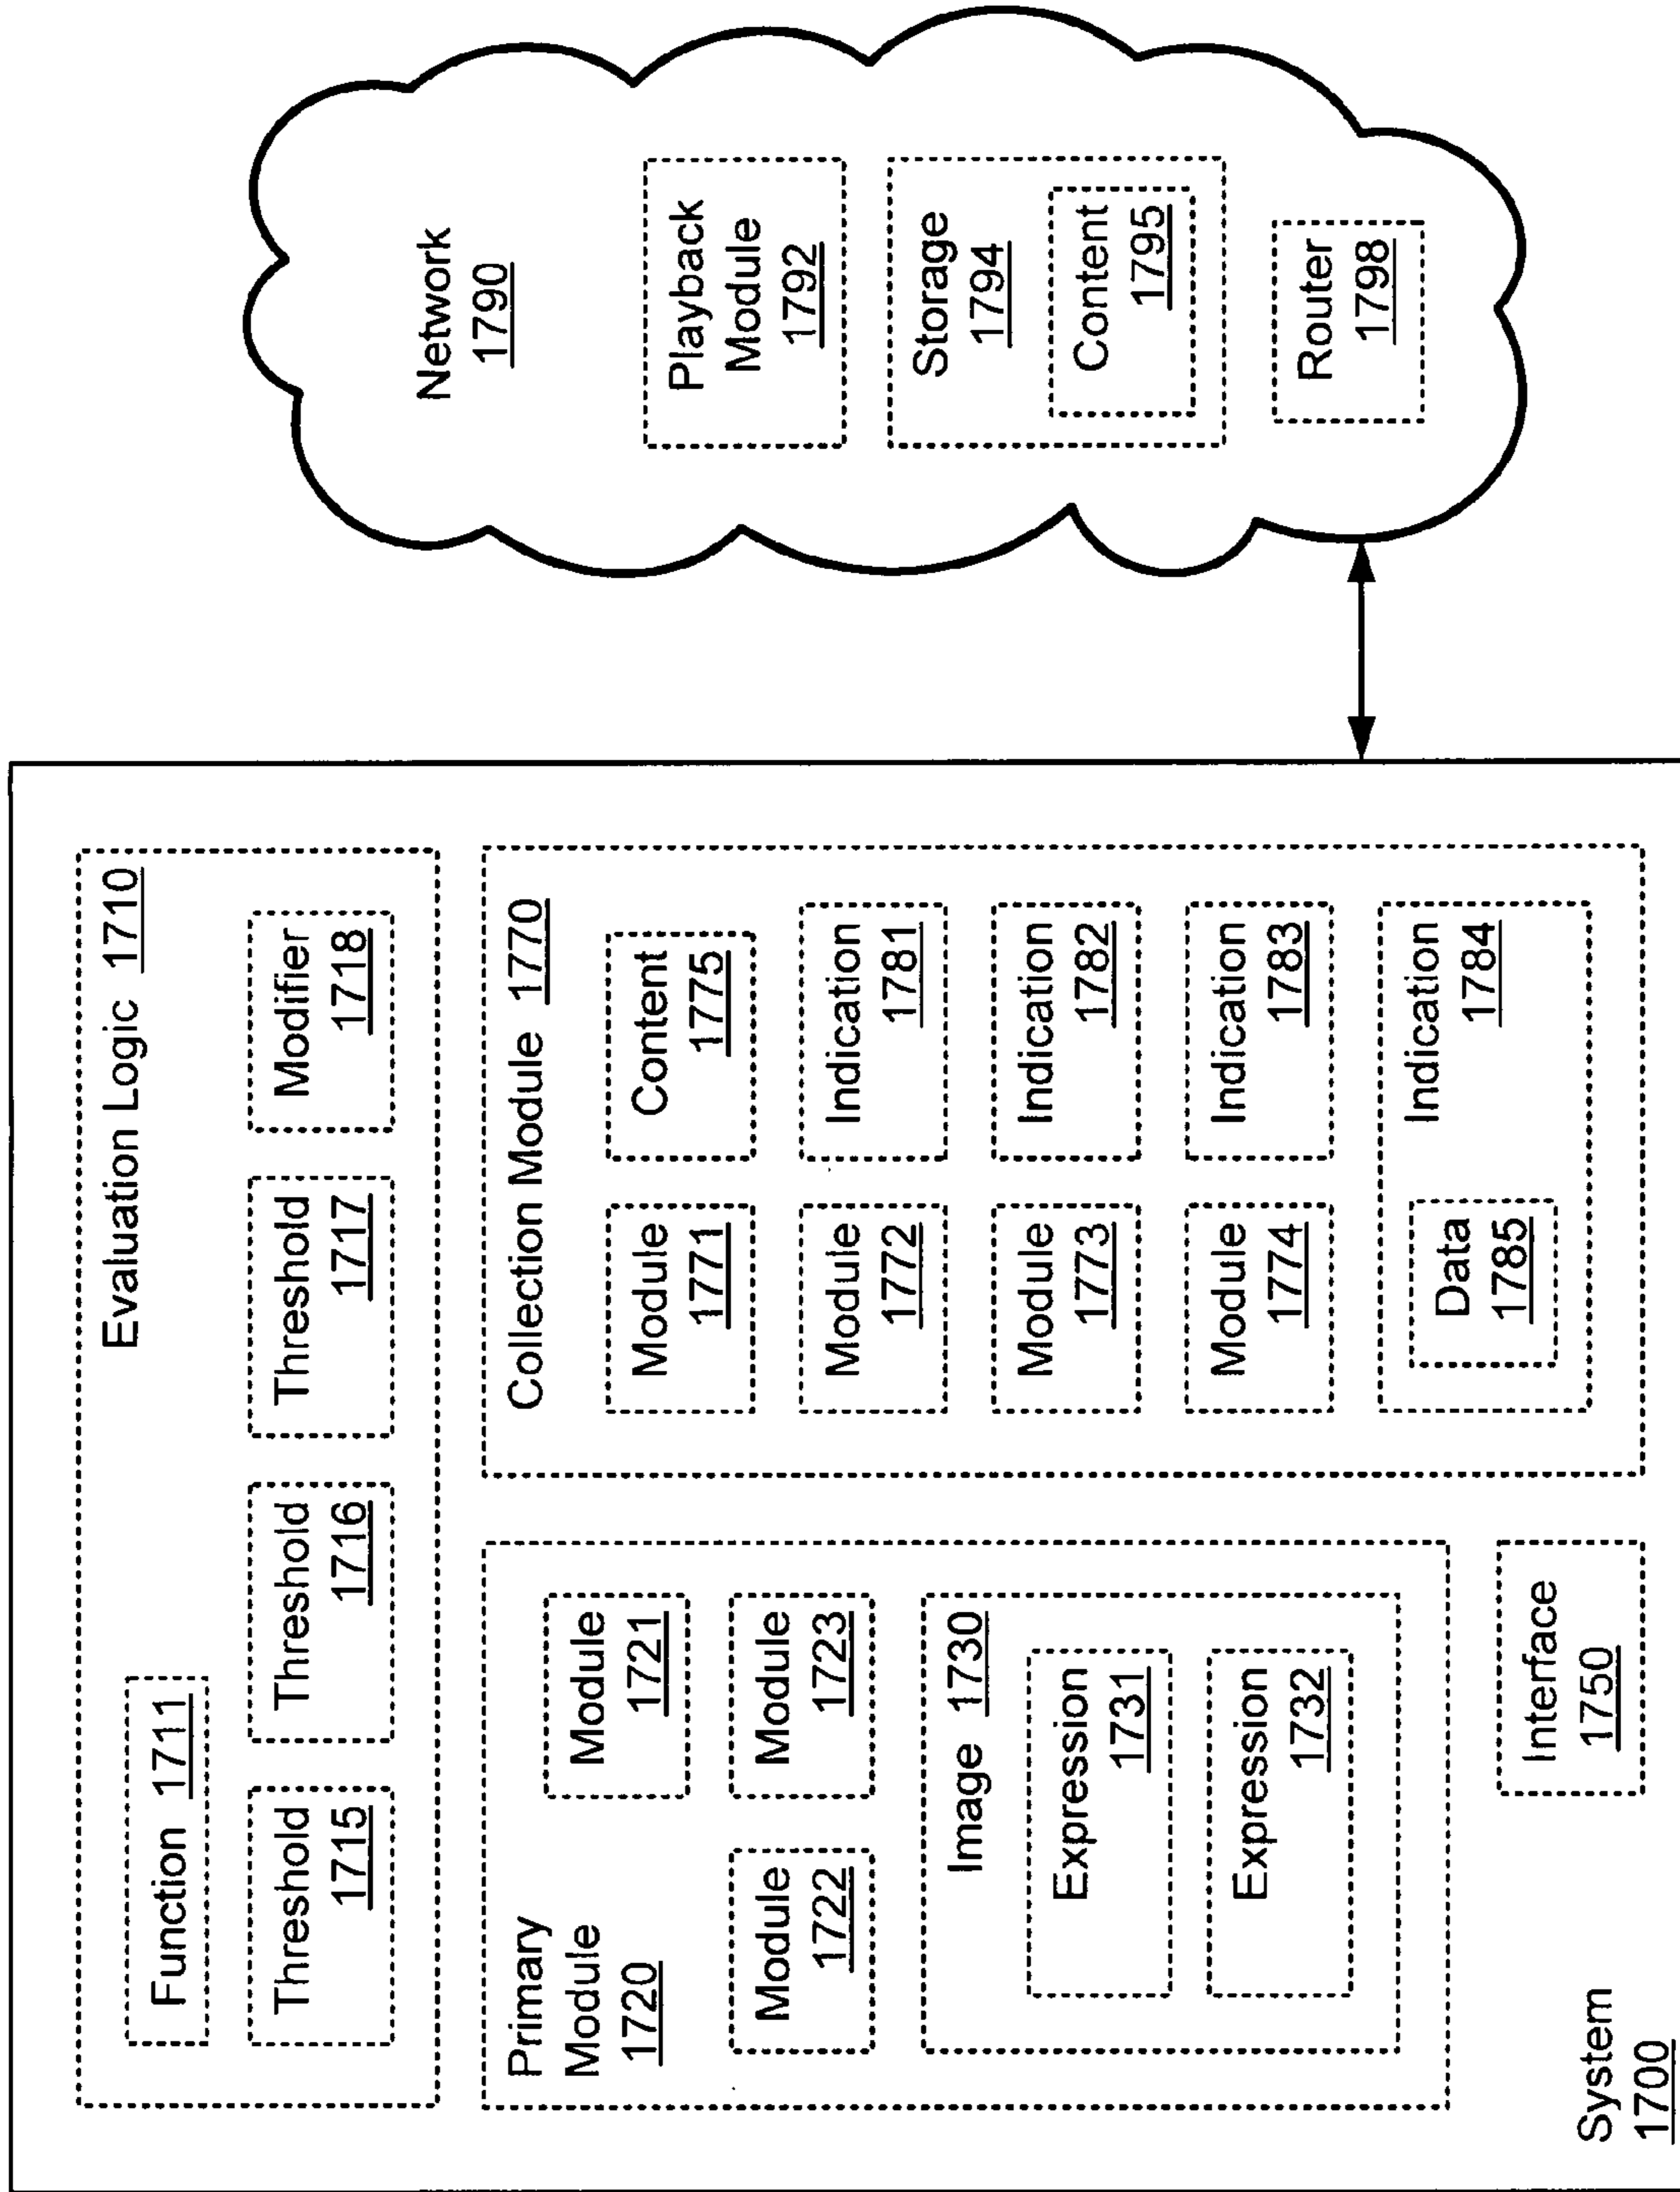 Evaluation Logic 1710
Function 1711
Threshold
1715
Threshold
1716
Threshold
1717
Modifier
1718
Primary
Module
1720
Module
1721
Module
1722
Module
1723
Image 1730
Expression
1731
Expression
1732
Collection Module 1770
Module
1771
Content
1775
Module
1772
Indication
1781
Module
1773
Indication
1782
Module
1774
Indication
1783
Data
1785
Indication
1784
Interface
1750
System
1700
Network
1790
Playback
Module
1792
Storage
1794
Content
1795
Router
1798